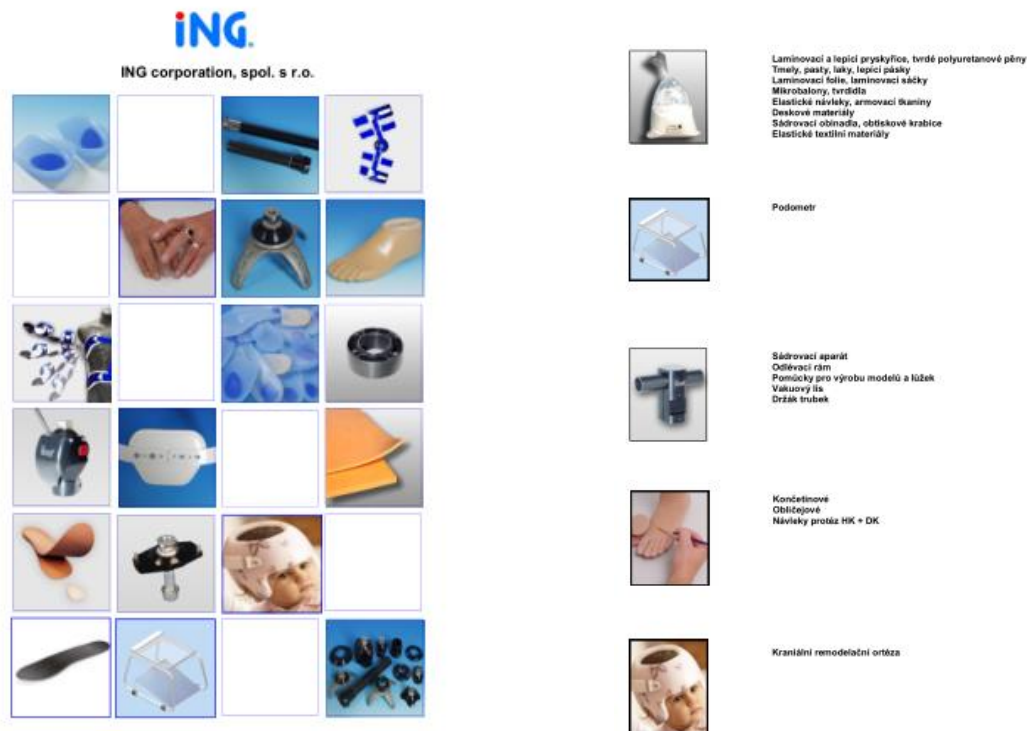 iNG.
ING corporation, spol. s r.o.
Laminovací a lepicí pryskyřice, tvrdé polyuretanové pěny
Tmely, pasty, laky, lepicí pásky
Laminovací folie, laminovací sáčky
Mikrobalony, tvrdidla
Elastické návleky, armovací tkaniny
Deskové materiály
Sádrovací obinadla, obtiskové krabice
Elastické textilní materiály
Podometr
Sádrovací aparát
Odlévací rám
Pomůcky pro výrobu modelů a lůžek
Vakuový lis
Držák trubek
Končetinové
Obličejové
Návleky protéz HK + DK
Kraniální remodelační ortéza